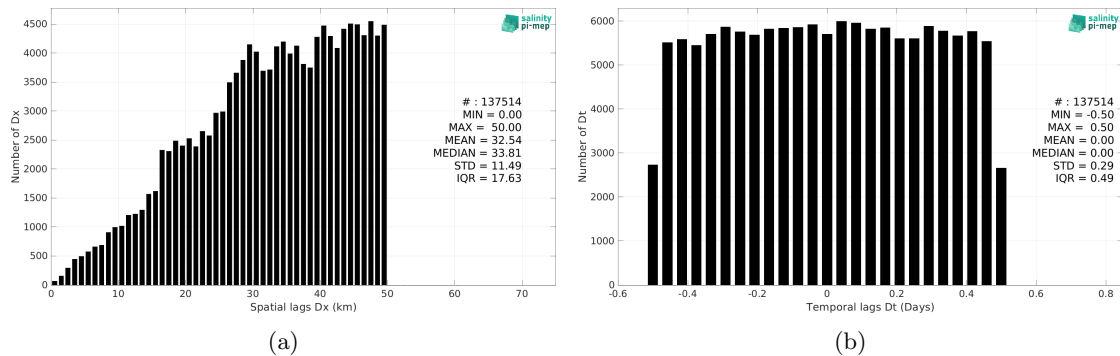 4500
4000
3500
3000
2500
2000
1500
1000
500
0
Number of Dx
salinity
pi-mep
# : 137514
MIN = 0.00
MAX = 50.00
MEAN = 32.54
MEDIAN = 33.81
STD = 11.49
IQR = 17.63
0 10 20 30 40 50 60 70
Spatial lags Dx (km)
(a)
6000
5000
4000
3000
2000
1000
0
Number of Dt
salinity
pi-mep
# : 137514
MIN = -0.50
MAX = 0.50
MEAN = 0.00
MEDIAN = 0.00
STD = 0.29
IQR = 0.49
-0.6 -0.4 -0.2 0 0.2 0.4 0.6 0.8
Temporal lags Dt (Days)
(b)